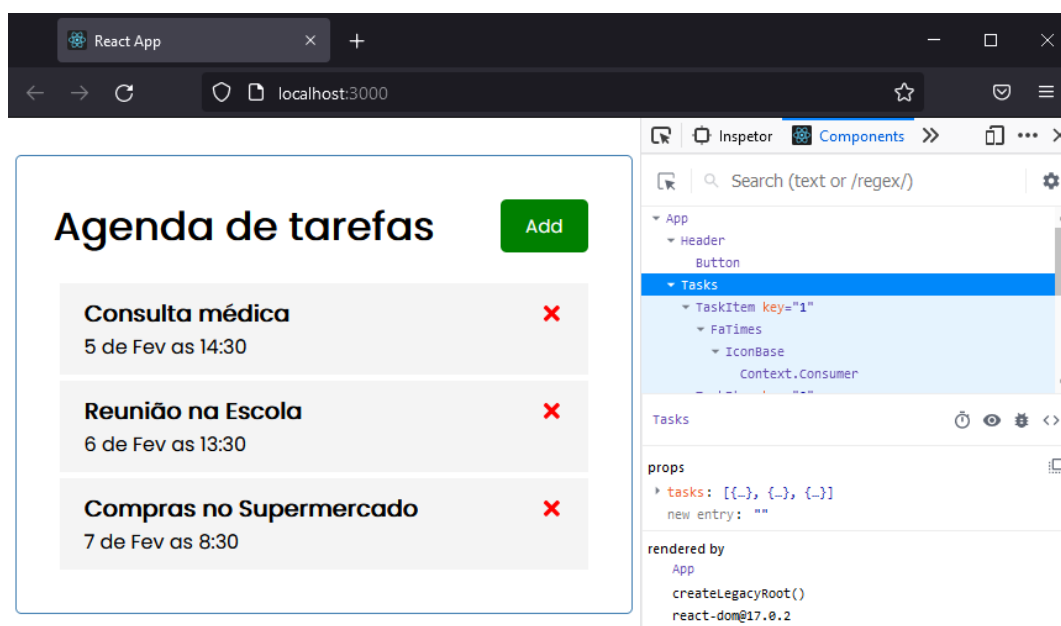 React App
localhost:3000
Inspetor
Components
Search (text or /regex/)
Agenda de tarefas
Add
Consulta médica
5 de Fev as 14:30
Reunião na Escola
6 de Fev as 13:30
Compras no Supermercado
7 de Fev as 8:30
App
Header
Button
Tasks
TaskItem key="1"
FaTimes
IconBase
Context.Consumer
Tasks
props
tasks: [{…}, {…}, {…}]
new entry: ""
rendered by
App
createLegacyRoot()
react-dom@17.0.2